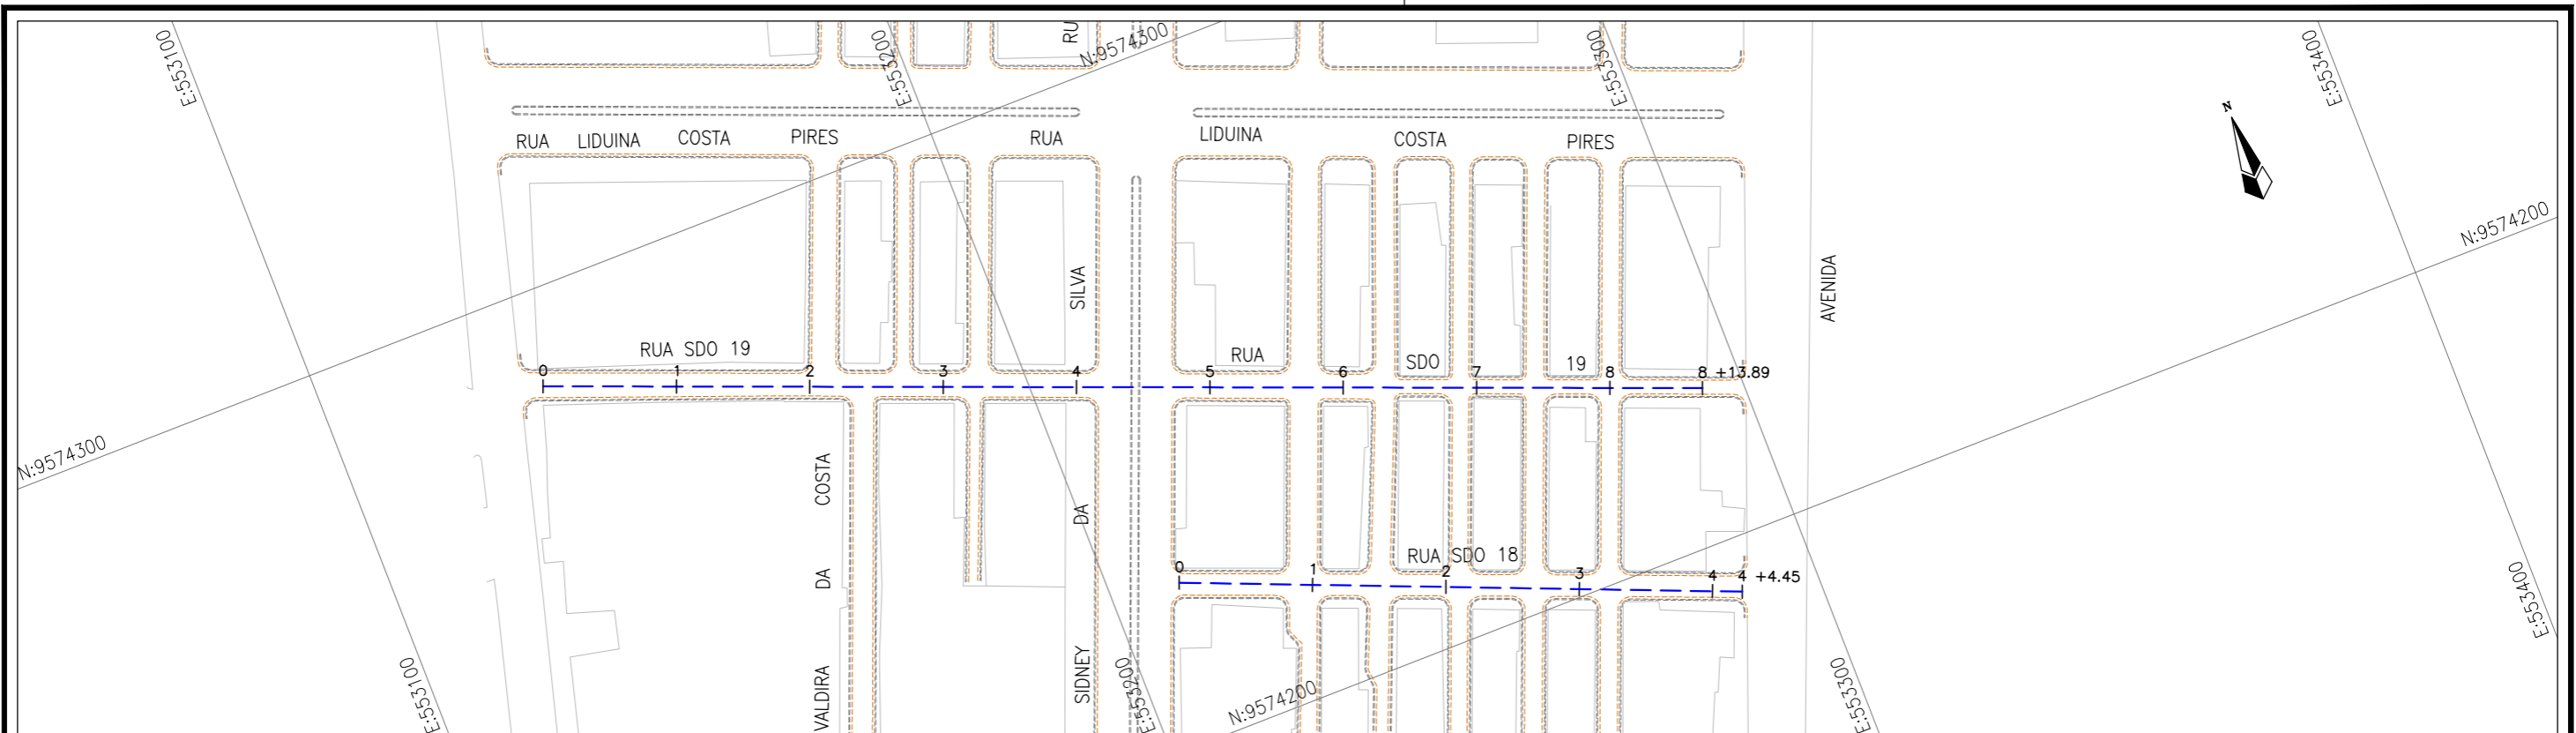 RU
N:9574300
E:553100
E:553200
E:553300
E:553400
N
RUA LIDUINA COSTA PIRES
RUA LIDUINA COSTA PIRES
N:9574200
SILVA
AVENIDA
RUA SDO 19
RUA SDO 19
0 1 2 3 4 5 6 7 8 8 +13.89
N:9574300
COSTA
DA
DA
RUA SDO 18
0 1 2 3 4 4 +4.45
E:553400
VALDIRA
SIDNEY
E:553100
E:553200
N:9574200
E:553300